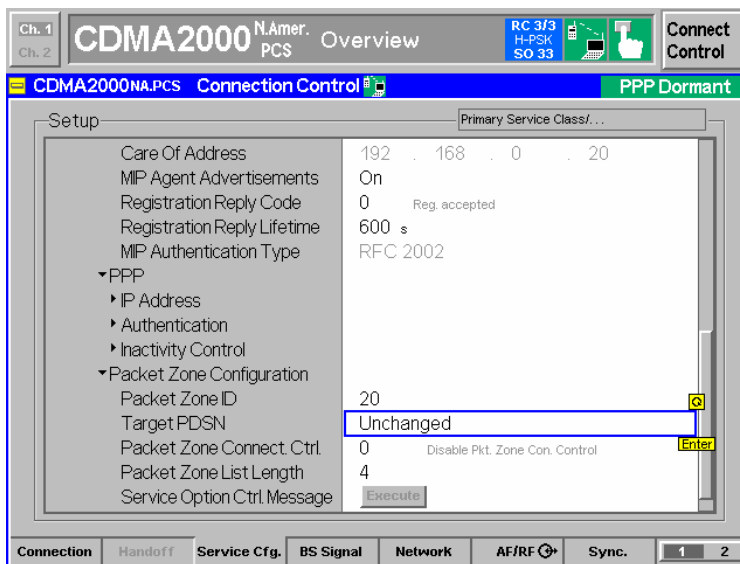 Ch. 1
Ch. 2
CDMA2000 N.Amer. PCS Overview
RC 3/3
H-PSK
SO 33
Connect Control
CDMA2000 NA.PCS Connection Control PPP Dormant
Setup Primary Service Class/. . .
Care Of Address 192 . 168 . 0 . 20
MIP Agent Advertisements On
Registration Reply Code 0 Reg. accepted
Registration Reply Lifetime 600 s
MIP Authentication Type RFC 2002
PPP
IP Address
Authentication
Inactivity Control
Packet Zone Configuration
Packet Zone ID 20
Target PDSN Unchanged
Packet Zone Connect. Ctrl. 0 Disable Pkt. Zone Con. Control Enter
Packet Zone List Length 4
Service Option Ctrl. Message Execute
Connection Handoff Service Cfg. BS Signal Network AF/RF Sync. 1 2